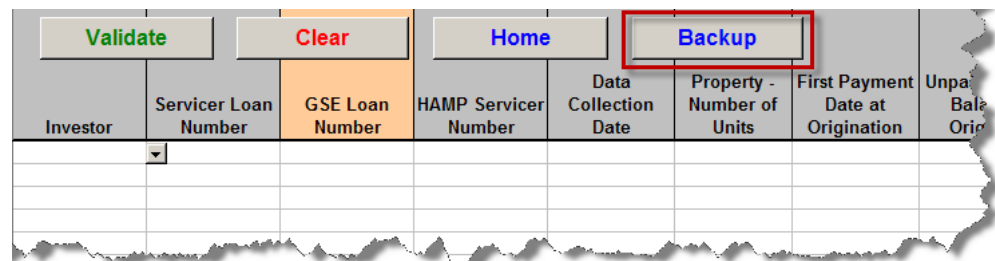 Validate Clear Home Backup
Data Property - First Payment
Servicer Loan GSE Loan HAMP Servicer Collection Number of Date at
Investor Number Number Number Date Units Origination